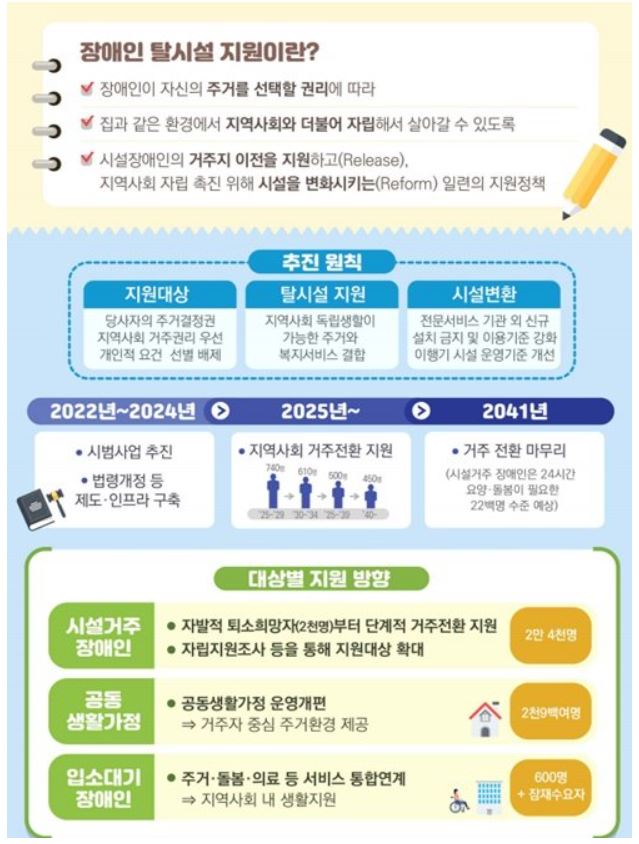 장애인 탈시설 지원이란?
장애인이 자신의 주거를 선택할 권리에 따라
집과 같은 환경에서 지역사회와 더불어 자립해서 살아갈 수 있도록
시설장애인의 거주지 이전을 지원하고(Release),
지역사회 자립 촉진 위해 시설을 변화시키는(Reform) 일련의 지원정책
추진 원칙
지원대상
당사자의 주거결정권
지역사회 거주권리 우선
개인적 요건 선별 배제
탈시설 지원
지역사회 독립생활이
가능한 주거와
복지서비스 결합
시설변환
전문서비스 기관 외 신규
설치 금지 및 이용기준 강화
이행기 시설 운영기준 개선
2022년~2024년
• 시범사업 추진
• 법령개정 등
제도·인프라 구축
2025년~
• 지역사회 거주전환 지원
740명 610명 500명 450명
'25~'29 '30~'34 '25~'39 '40~
2041년
• 거주 전환 마무리
(시설거주 장애인은 24시간
요양·돌봄이 필요한
22백명 수준 예상)
대상별 지원 방향
시설거주
장애인
• 자발적 퇴소희망자(2천명)부터 단계적 거주전환 지원
• 자립지원조사 등을 통해 지원대상 확대
2만 4천명
공동
생활가정
• 공동생활가정 운영개편
⇒ 거주자 중심 주거환경 제공
2천9백여명
입소대기
장애인
• 주거·돌봄·의료 등 서비스 통합연계
⇒ 지역사회 내 생활지원
600명
+ 잠재수요자